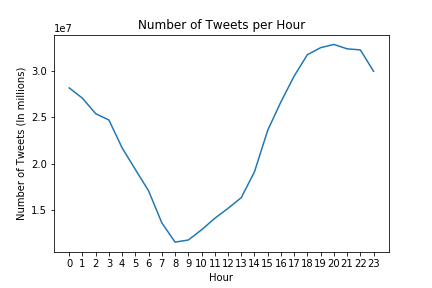 Number of Tweets per Hour
1e7
Number of Tweets (In millions)
3.0
2.5
2.0
1.5
0 1 2 3 4 5 6 7 8 9 10 11 12 13 14 15 16 17 18 19 20 21 22 23
Hour